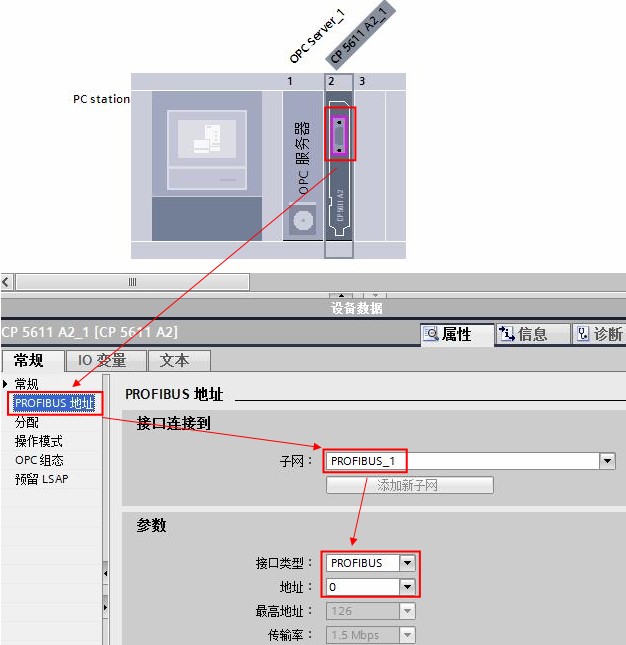 OPC Server_1
CP 5611 A2_1
1 2 3
PC station
OPC 服务器
CP 5611 A2
设备数据
CP 5611 A2_1 [CP 5611 A2]
属性 信息 诊断
常规 IO 变量 文本
常规
PROFIBUS 地址
分配
操作模式
OPC 组态
预留 LSAP
PROFIBUS 地址
接口连接到
子网：
PROFIBUS_1
添加新子网
参数
接口类型： PROFIBUS
地址： 0
最高地址： 126
传输率： 1.5 Mbps